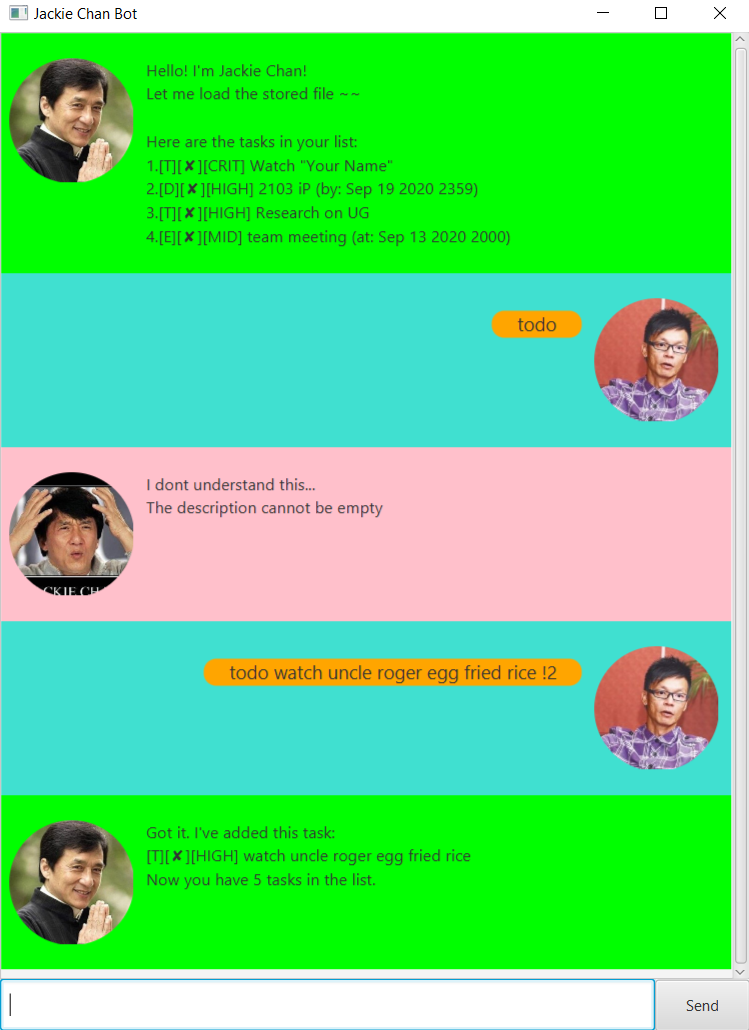 Jackie Chan Bot
Hello! I'm Jackie Chan!
Let me load the stored file ~~
Here are the tasks in your list:
1.[T][✘][CRIT] Watch "Your Name"
2.[D][✘][HIGH] 2103 iP (by: Sep 19 2020 2359)
3.[T][✘][HIGH] Research on UG
4.[E][✘][MID] team meeting (at: Sep 13 2020 2000)
todo
I dont understand this...
The description cannot be empty
todo watch uncle roger egg fried rice !2
Got it. I've added this task:
[T][✘][HIGH] watch uncle roger egg fried rice
Now you have 5 tasks in the list.
Send